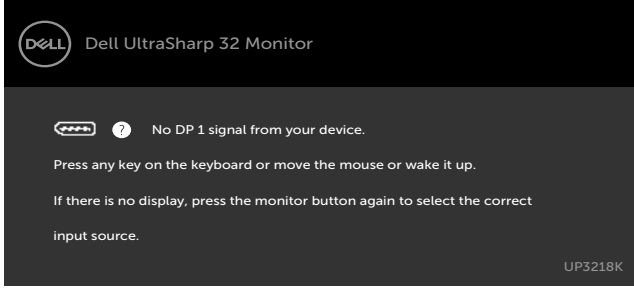 DELL
Dell UltraSharp 32 Monitor
? No DP 1 signal from your device.
Press any key on the keyboard or move the mouse or wake it up.
If there is no display, press the monitor button again to select the correct
input source.
UP3218K